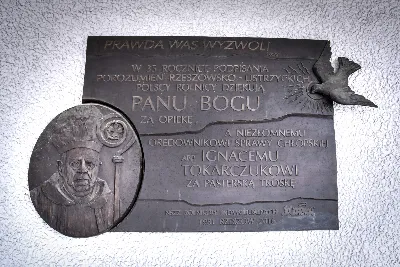 PRAWDA WAS WYZWOLI
W 35 ROCZNICĘ PODPISANIA
POROZUMIEŃ RZESZOWSKO-USTRZYCKICH
POLSCY ROLNICY DZIĘKUJĄ
PANU BOGU
ZA OPIEKĘ
A NIEZŁOMNEMU
ORĘDOWNIKOWI SPRAWY CHŁOPSKIEJ
ABP IGNACEMU
TOKARCZUKOWI
ZA PASTERSKĄ TROSKĘ